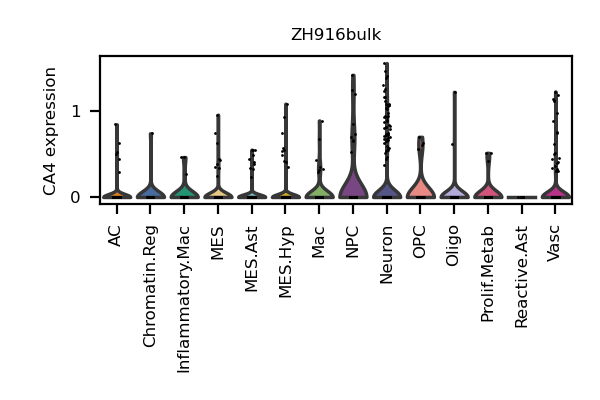 ZH916bulk
CA4 expression
1
0
AC
Chromatin.Reg
Inflammatory.Mac
MES
MES.Ast
MES.Hyp
Mac
NPC
Neuron
OPC
Oligo
Prolif.Metab
Reactive.Ast
Vasc